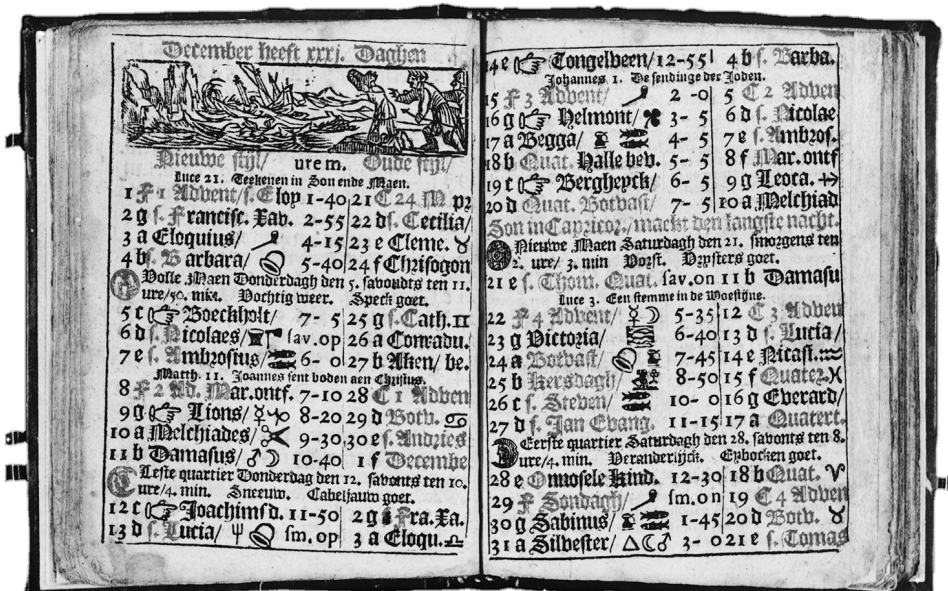 December heeft xxxj. Daghen
Nieuwe stijl/ ure m. Oude stijl/
Luce 21. Teekenen in Son ende Maen.
1 F 1 Advent/ s. Eloy 1-40 21 C 24 M
2 g s. Francisc. Xav. 2-55 22 d s. Cecilia/
3 a Eloquius/ 4-15 23 e Cleme. ♉
4 b s. Barbara/ 5-40 24 f Chrisogon
Volle Maen Donderdagh den 5. savondts ten 11.
ure/50. min. Vochtig weer. Speck goet.
5 c ☞ Boeckholt/ 7- 5 25 g s. Cath. ♊
6 d s. Nicolaes/ sav.op 26 a Conradu.
7 e s. Ambrosius/ 6- 0 27 b Aken/ be.
Matth. 11. Joannes sent boden aen Christus.
8 F 2 Ad. Mar. ontf. 7-10 28 C 1 Adven
9 g ☞ Lions/ ☿ 8-20 29 d Botv. ♋
10 a Melchiades/ 9-30 30 e s. Andries
11 b Damasus/ ♂☽ 10-40 1 f Decembe
Leste quartier Donderdag den 12. savonts ten 10.
ure/4. min. Sneeuw. Cabeljauw goet.
12 c ☞ Joachimsd. 11-50 2 g Fra. Xa.
13 d s. Lucia/ sm.op 3 a Eloqu. ♎
14 e ☞ Tongelveen/ 12-55 4 b s. Barba.
Johannes 1. De sendinge der Joden.
15 F 3 Advent/ 2 -0 5 C 2 Adven
16 g ☞ Helmont/ 3- 5 6 d s. Nicolae
17 a Begga/ 4- 5 7 e s. Ambros.
18 b Quat. Halle bev. 5- 5 8 f Mar. ontf
19 c ☞ Bergheyck/ 6- 5 9 g Leoca. ♐
20 d Quat. Botvast/ 7- 5 10 a Melchiad
Son in Capricor./ maeckt den langste nacht.
Nieuwe Maen Saturdagh den 21. smorgens ten
2. ure/ 3. min Vorst. Oysters goet.
21 e s. Thom. Quat. sav.on 11 b Damasu
Luce 3. Een stemme in de Woestijne.
22 F 4 Advent/ ☿☽ 5-35 12 C 3 Adven
23 g Victoria/ 6-40 13 d s. Lucia/
24 a Botvast/ 7-45 14 e Nicasi. ♒
25 b Kersdagh/ 8-50 15 f Quater. ♓
26 c s. Steven/ 10- 0 16 g Everard/
27 d s. Jan Evang. 11-15 17 a Quatert.
Eerste quartier Saturdagh den 28. savonts ten 8.
ure/4. min. Veranderlijck. Eybocken goet.
28 e Onnosele kind. 12-30 18 b Quat. ♈
29 F Sondagh/ sm.on 19 C 4 Adven
30 g Sabinus/ 1-45 20 d Botv. ♉
31 a Silvester/ △☾♂ 3- 0 21 e s. Tomas